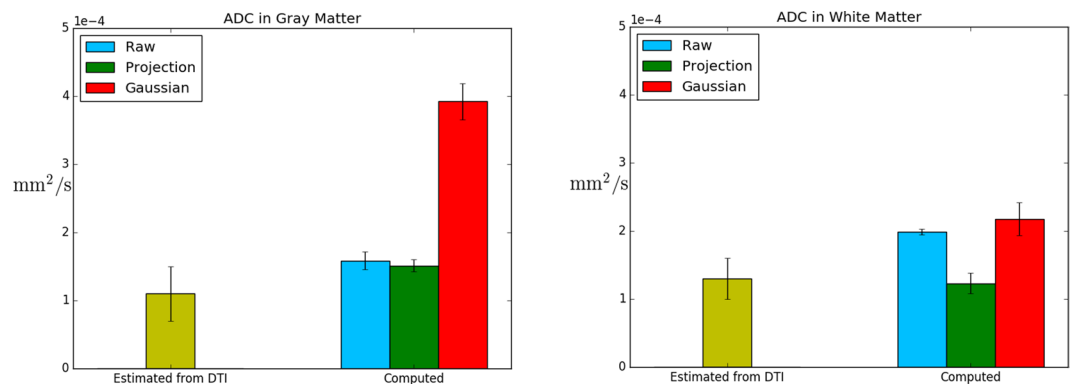 ADC in Gray Matter
1e−4
5
4
3
2
1
0
mm²/s
Raw
Projection
Gaussian
Estimated from DTI
Computed
ADC in White Matter
1e−4
5
4
3
2
1
0
mm²/s
Raw
Projection
Gaussian
Estimated from DTI
Computed